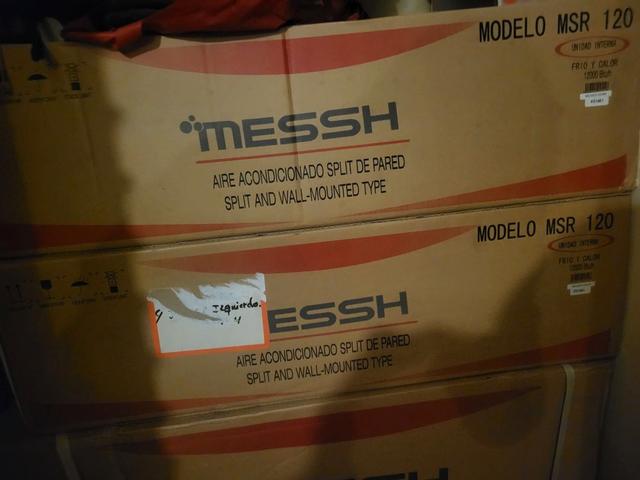 MODELO MSR 120
UNIDAD INTERNA
FRIO Y CALOR
12000 Btu/h
MESSH
AIRE ACONDICIONADO SPLIT DE PARED
SPLIT AND WALL-MOUNTED TYPE
MODELO MSR 120
UNIDAD INTERNA
FRIO Y CALOR
12000 Btu/h
Izquierdo.
ESSH
AIRE ACONDICIONADO SPLIT DE PARED
SPLIT AND WALL-MOUNTED TYPE